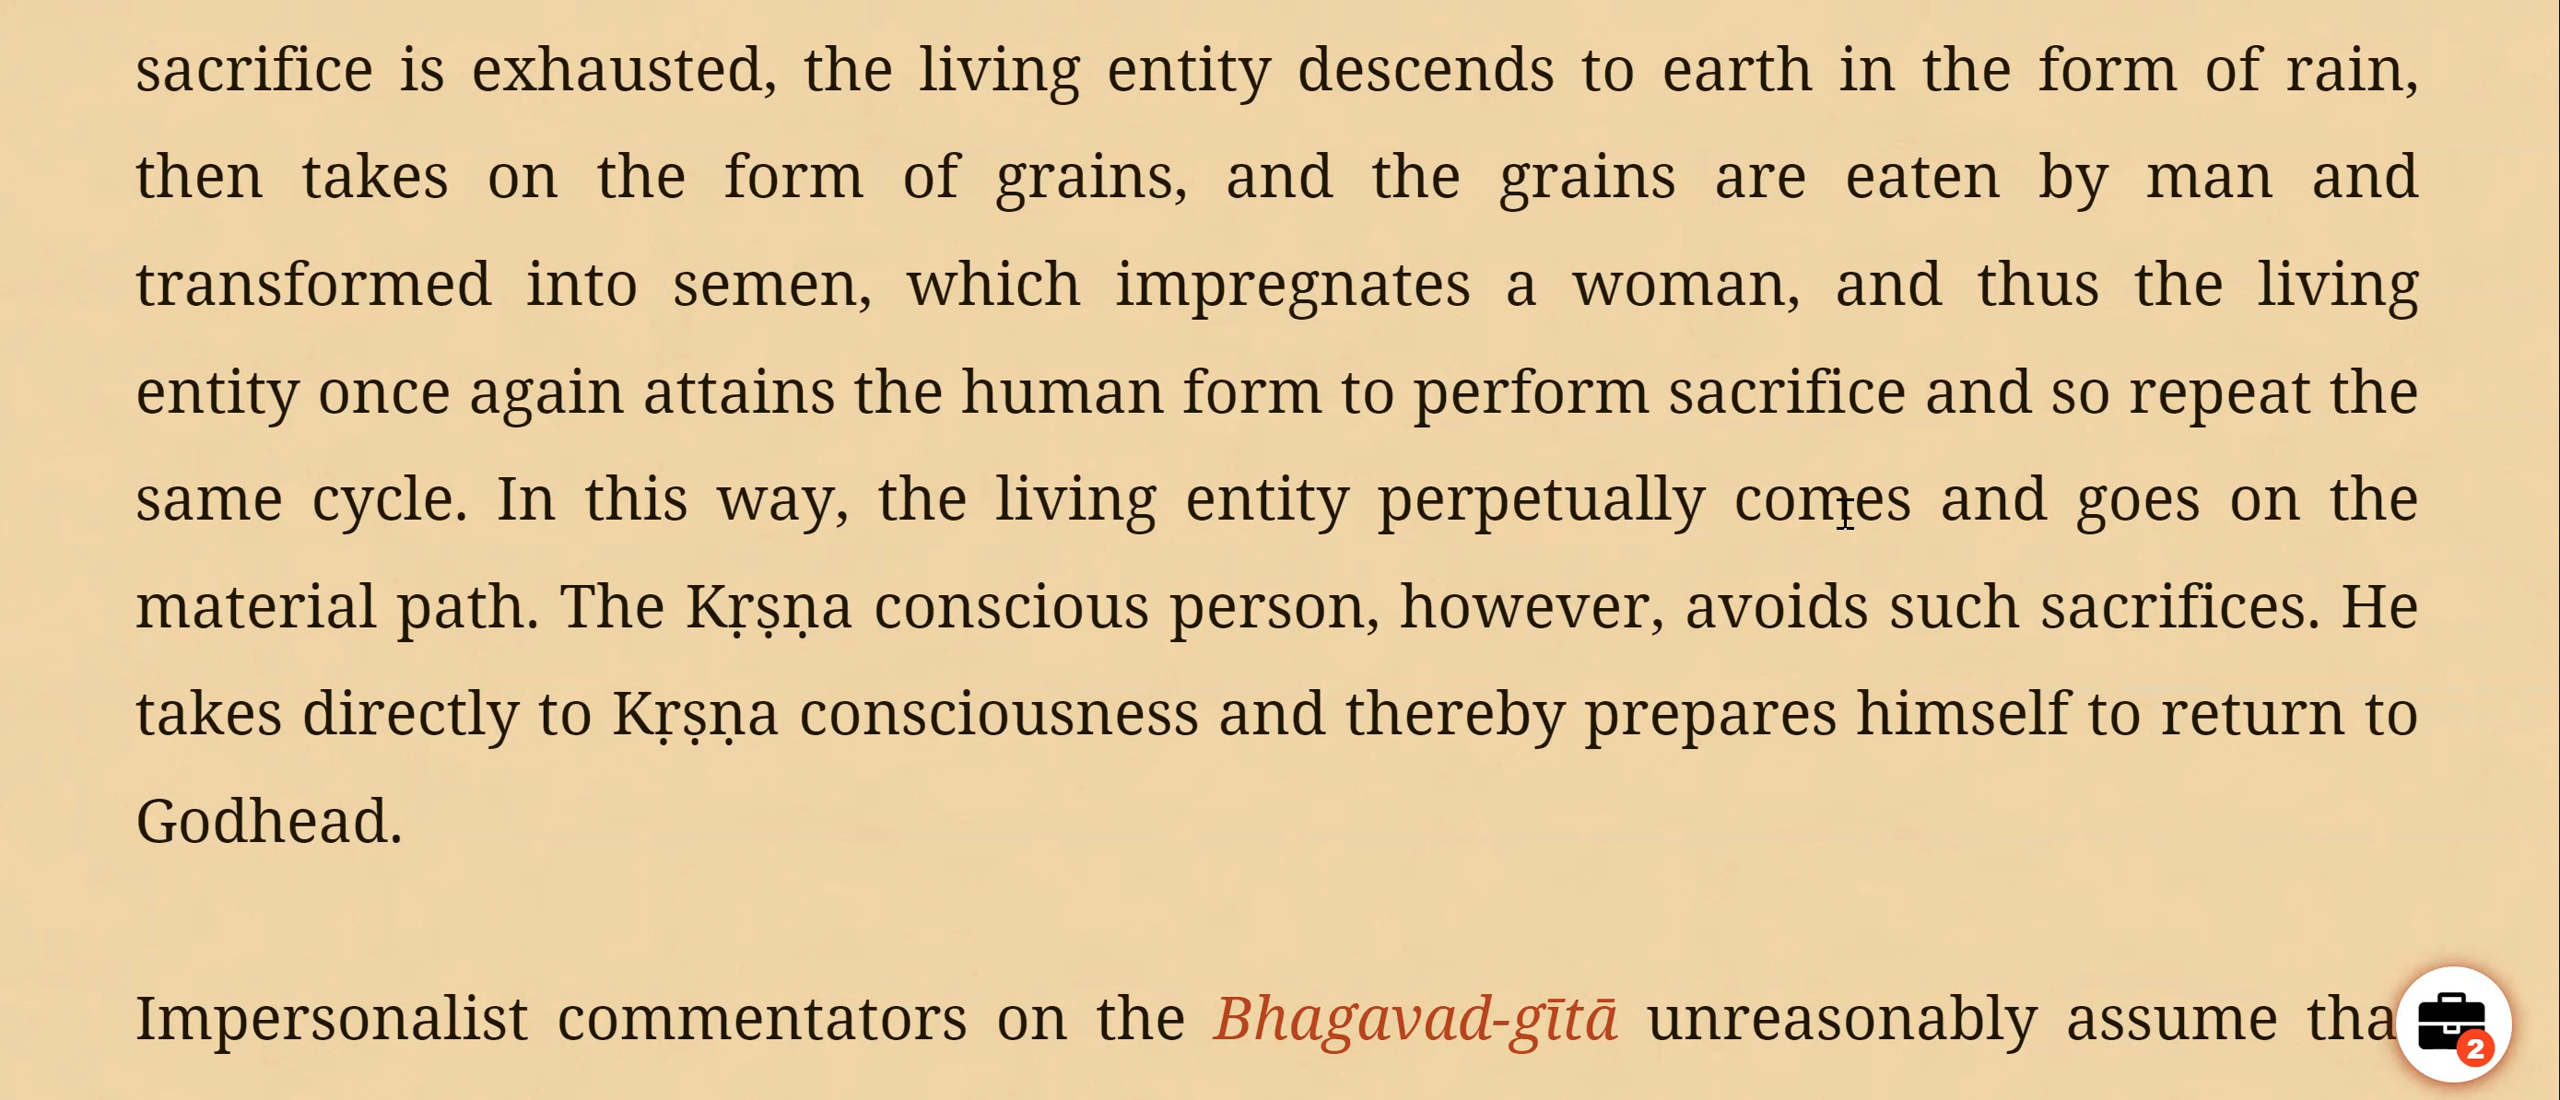 sacrifice is exhausted, the living entity descends to earth in the form of rain,
then takes on the form of grains, and the grains are eaten by man and
transformed into semen, which impregnates a woman, and thus the living
entity once again attains the human form to perform sacrifice and so repeat the
same cycle. In this way, the living entity perpetually comes and goes on the
material path. The Kṛṣṇa conscious person, however, avoids such sacrifices. He
takes directly to Kṛṣṇa consciousness and thereby prepares himself to return to
Godhead.
Impersonalist commentators on the Bhagavad-gītā unreasonably assume tha
2